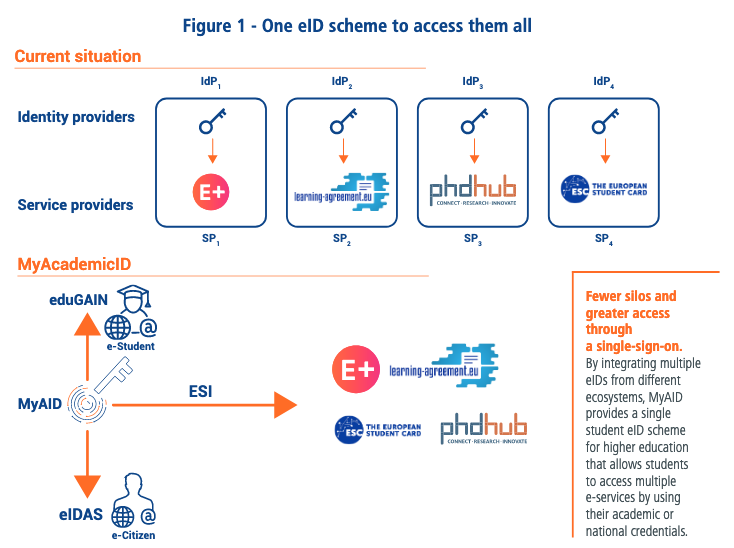 Figure 1 - One eID scheme to access them all
Current situation
IdP1 IdP2 IdP3 IdP4
Identity providers
Service providers
E+
learning-agreement.eu
phdhub
CONNECT · RESEARCH · INNOVATE
ESC THE EUROPEAN
STUDENT CARD
SP1 SP2 SP3 SP4
MyAcademicID
eduGAIN
@
e-Student
MyAID
ESI
eIDAS
@
e-Citizen
E+
learning-agreement.eu
ESC THE EUROPEAN
STUDENT CARD
phdhub
CONNECT · RESEARCH · INNOVATE
Fewer silos and
greater access
through
a single-sign-on.
By integrating multiple
eIDs from different
ecosystems, MyAID
provides a single
student eID scheme
for higher education
that allows students
to access multiple
e-services by using
their academic or
national credentials.